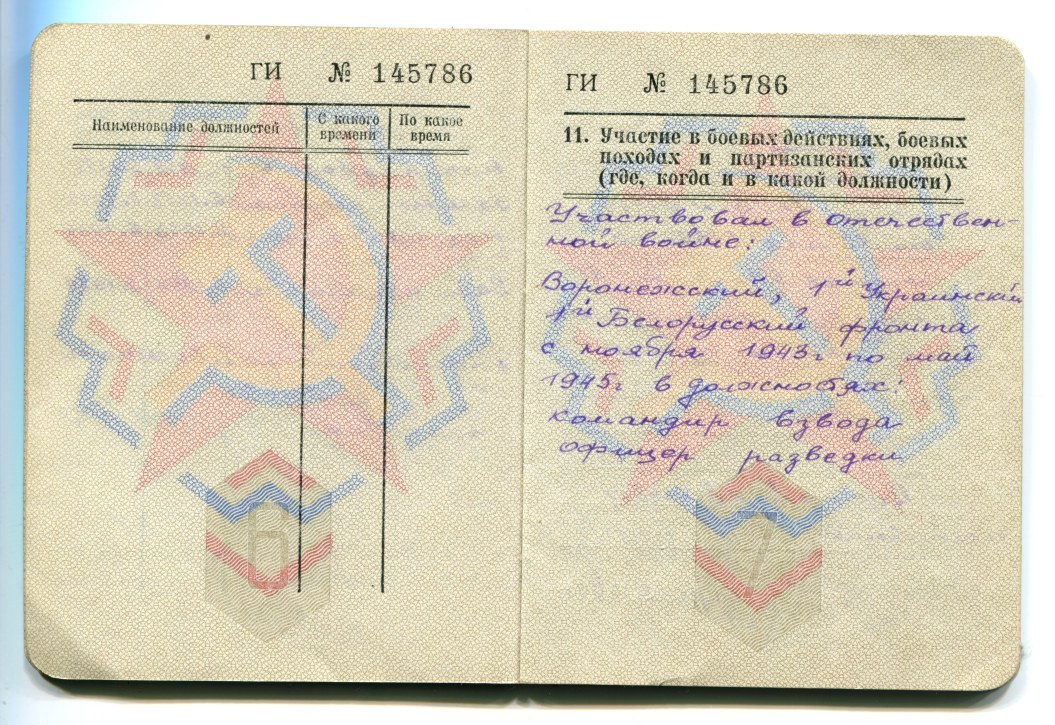 ГИ № 145786
Наименование должностей
С какого времени
По какое время
6
ГИ № 145786
11. Участие в боевых действиях, боевых
походах и партизанских отрядах
(где, когда и в какой должности)
Участвовал в отечествен-
ной войне:
Воронежсский, 1й Украинский
1й Белорусский фронта
с ноября 1943г по май
1945г в должностях:
командир взвода
офицер разведки
7